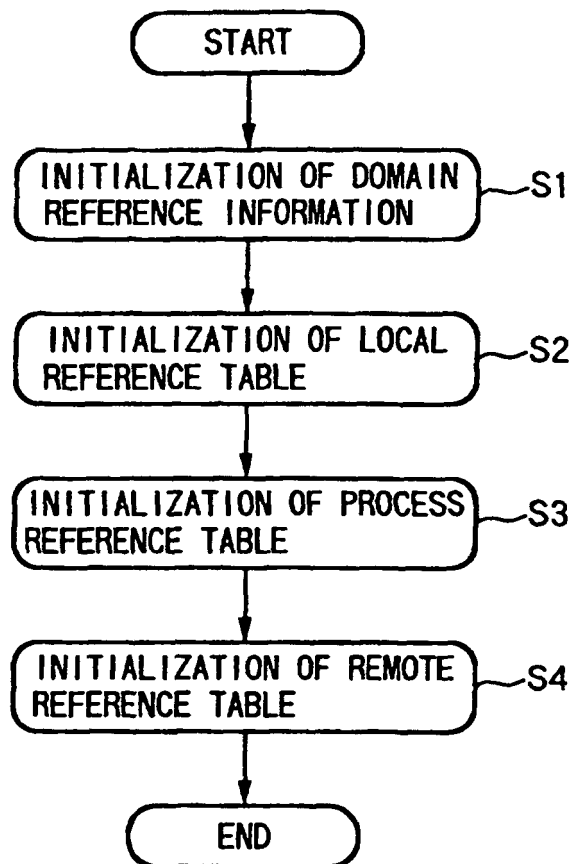 START
INITIALIZATION OF DOMAIN
REFERENCE INFORMATION
S1
INITIALIZATION OF LOCAL
REFERENCE TABLE
S2
INITIALIZATION OF PROCESS
REFERENCE TABLE
S3
INITIALIZATION OF REMOTE
REFERENCE TABLE
S4
END